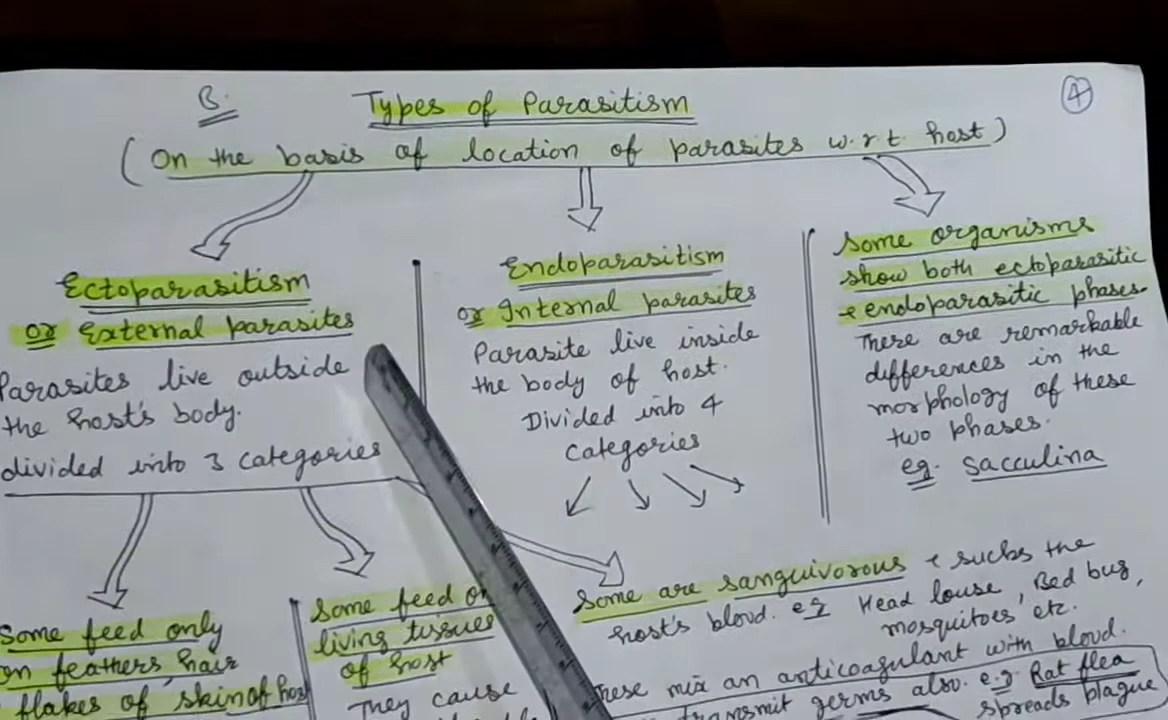 B. Types of Parasitism
4
(On the basis of location of parasites w.r.t. host)
Ectoparasitism
or External parasites
Parasites live outside
the host's body.
divided into 3 categories
Endoparasitism
or Internal parasites
Parasite live inside
the body of host.
Divided into 4
categories
Some organisms
show both ectoparasitic
& endoparasitic phases.
There are remarkable
differences in the
morphology of these
two phases.
eg. Sacculina
Some feed only
on feathers, hair
flakes of skin of host
Some feed on
living tissues
of host
They cause
Some are sanguivorous & sucks the
host's blood. eg Head louse, Bed bug,
mosquitoes etc.
These mix an anticoagulant with blood.
transmit germs also. e.g. Rat flea
spreads plague